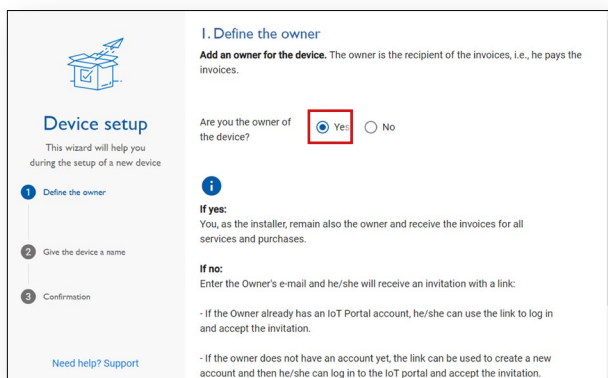 Device setup
This wizard will help you
during the setup of a new device
1 Define the owner
2 Give the device a name
3 Confirmation
Need help? Support
1. Define the owner
Add an owner for the device. The owner is the recipient of the invoices, i.e., he pays the
invoices.
Are you the owner of
the device?
Yes
No
If yes:
You, as the installer, remain also the owner and receive the invoices for all
services and purchases.
If no:
Enter the Owner's e-mail and he/she will receive an invitation with a link:
- If the Owner already has an IoT Portal account, he/she can use the link to log in
and accept the invitation.
- If the owner does not have an account yet, the link can be used to create a new
account and then he/she can log in to the IoT portal and accept the invitation.